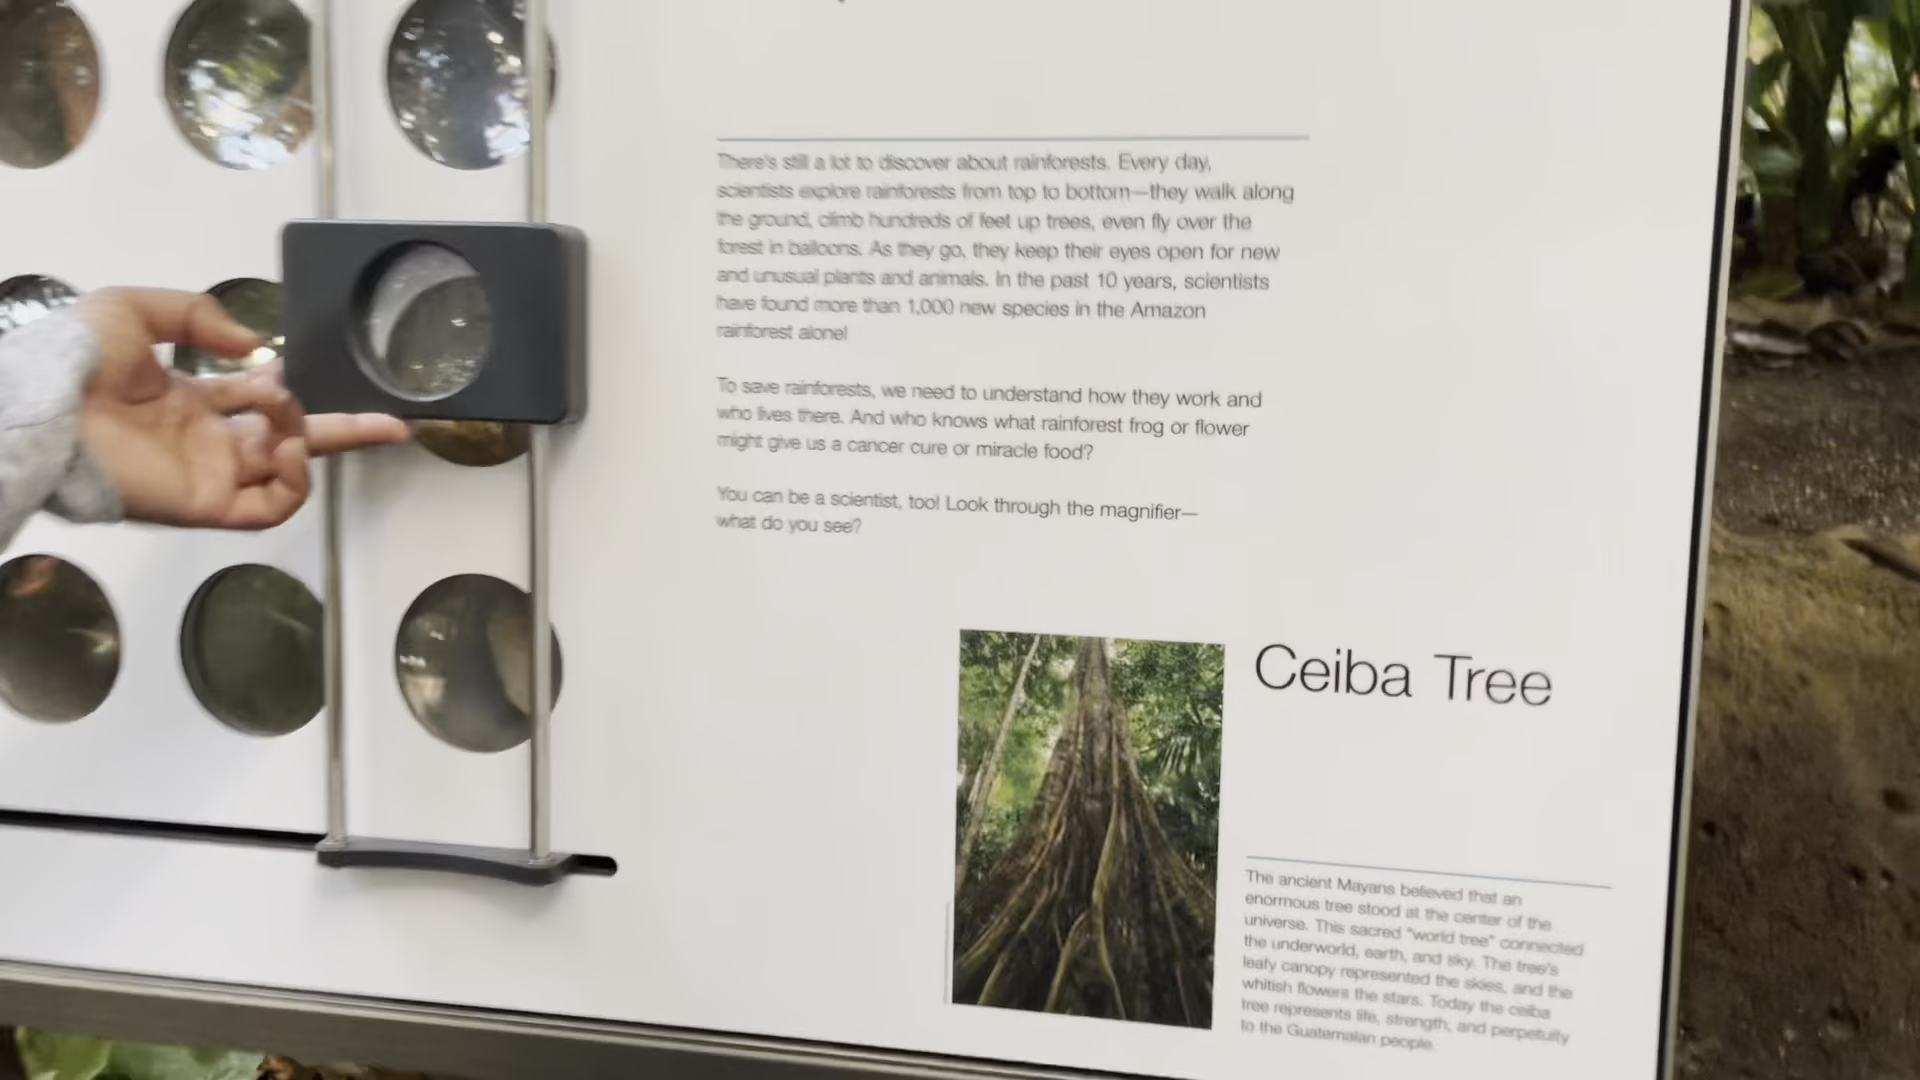 There's still a lot to discover about rainforests. Every day,
scientists explore rainforests from top to bottom—they walk along
the ground, climb hundreds of feet up trees, even fly over the
forest in balloons. As they go, they keep their eyes open for new
and unusual plants and animals. In the past 10 years, scientists
have found more than 1,000 new species in the Amazon
rainforest alone!
To save rainforests, we need to understand how they work and
who lives there. And who knows what rainforest frog or flower
might give us a cancer cure or miracle food?
You can be a scientist, too! Look through the magnifier—
what do you see?
Ceiba Tree
The ancient Mayans believed that an
enormous tree stood at the center of the
universe. This sacred "world tree" connected
the underworld, earth, and sky. The tree's
leafy canopy represented the skies, and the
whitish flowers the stars. Today the ceiba
tree represents life, strength, and perpetuity
to the Guatemalan people.